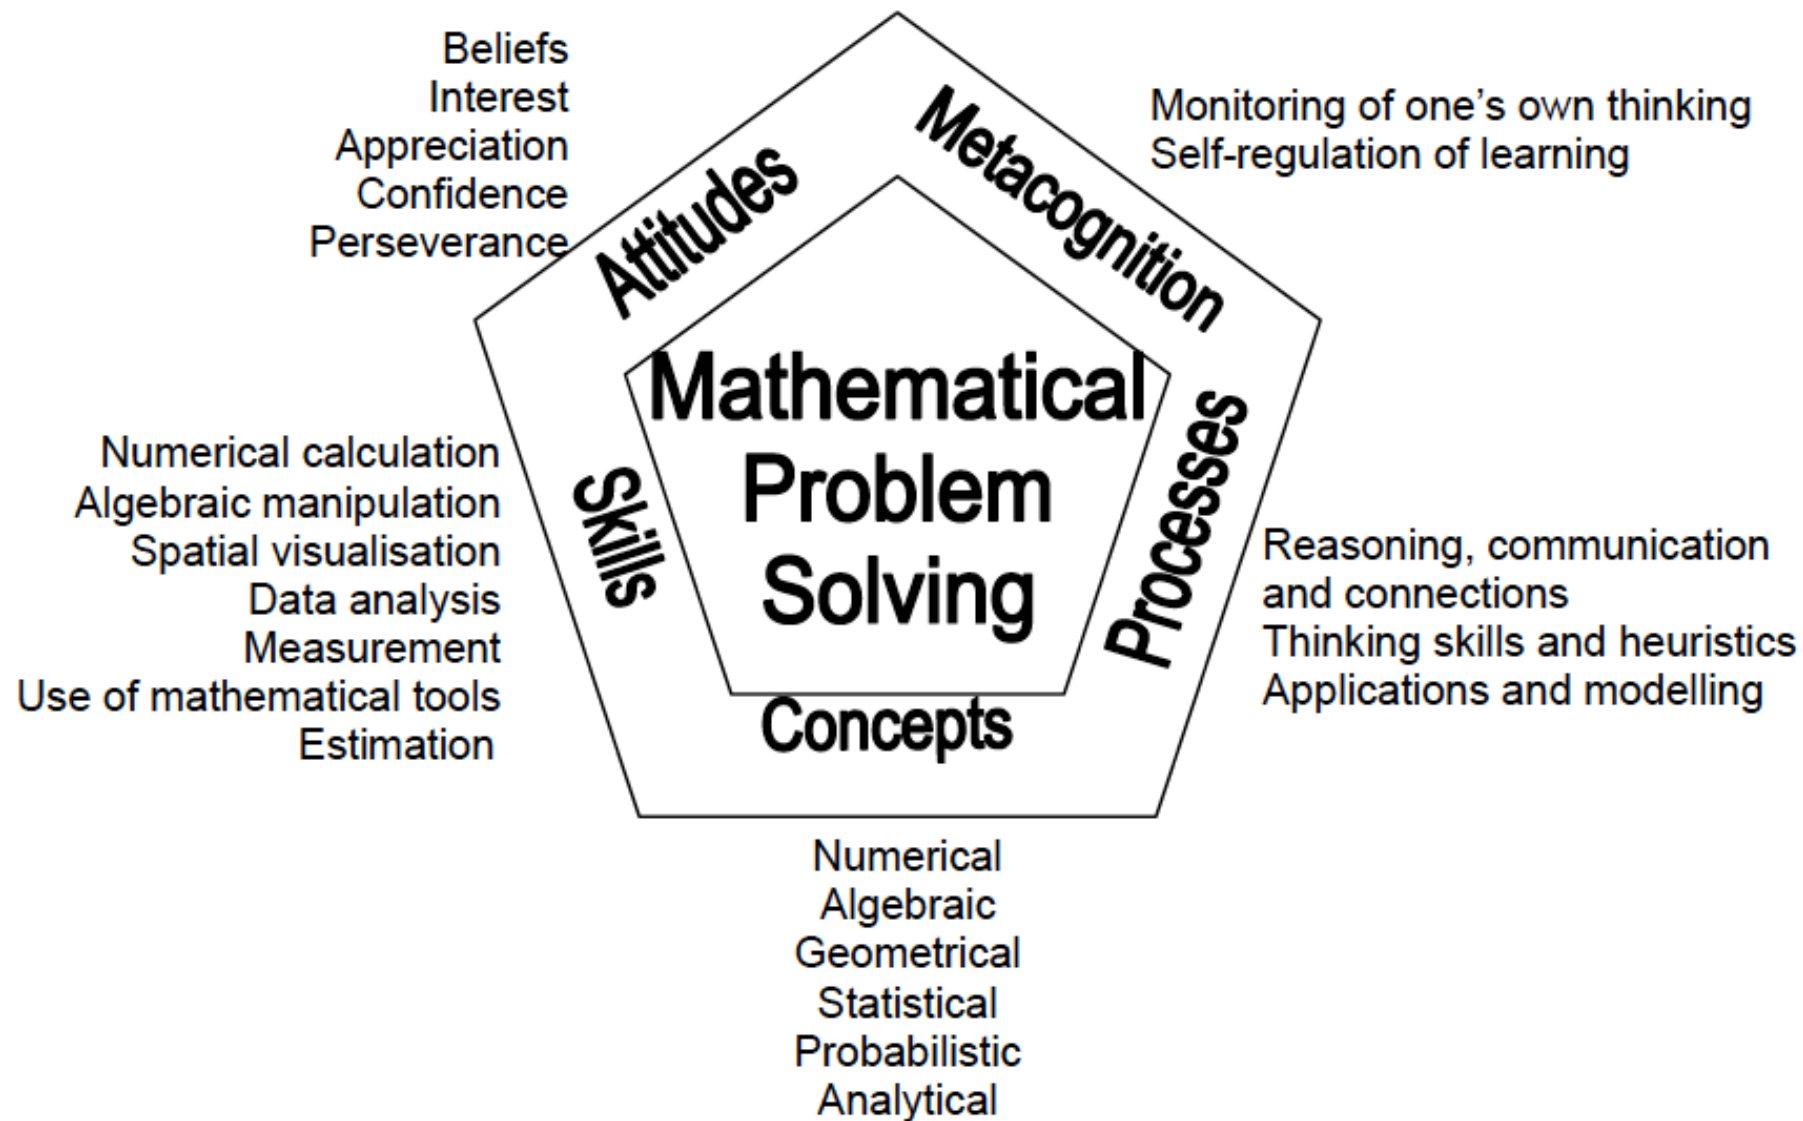 Beliefs
Interest
Appreciation
Confidence
Perseverance
Attitudes
Metacognition
Monitoring of one’s own thinking
Self-regulation of learning
Mathematical
Problem
Solving
Numerical calculation
Algebraic manipulation
Spatial visualisation
Data analysis
Measurement
Use of mathematical tools
Estimation
Skills
Processes
Reasoning, communication
and connections
Thinking skills and heuristics
Applications and modelling
Concepts
Numerical
Algebraic
Geometrical
Statistical
Probabilistic
Analytical